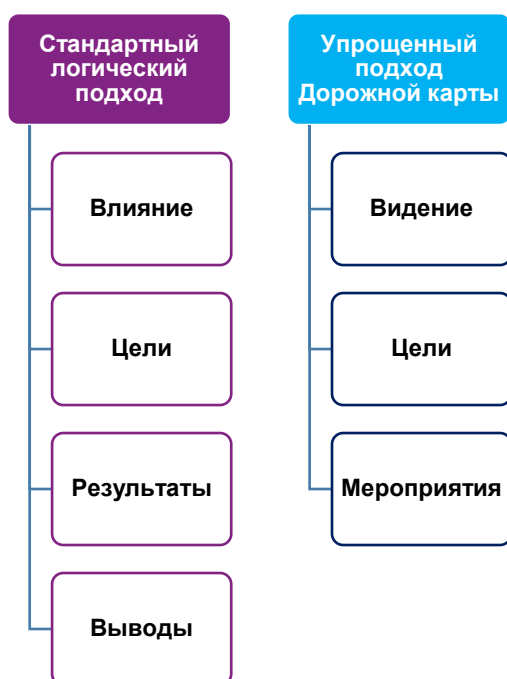 Стандартный
логический
подход
Влияние
Цели
Результаты
Выводы
Упрощенный
подход
Дорожной карты
Видение
Цели
Мероприятия